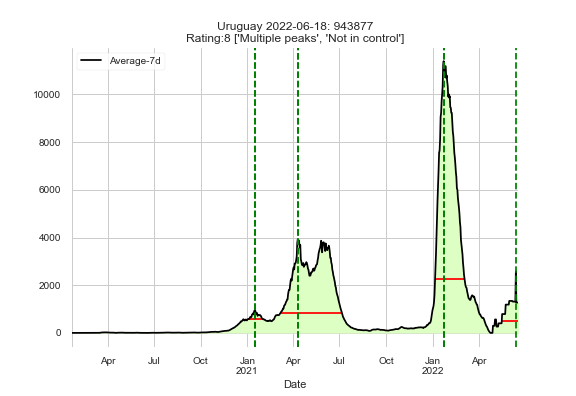 Uruguay 2022-06-18: 943877
Rating:8 ['Multiple peaks', 'Not in control']
Average-7d
10000
8000
6000
4000
2000
0
Apr Jul Oct Jan Apr Jul Oct Jan Apr
2021 2022
Date